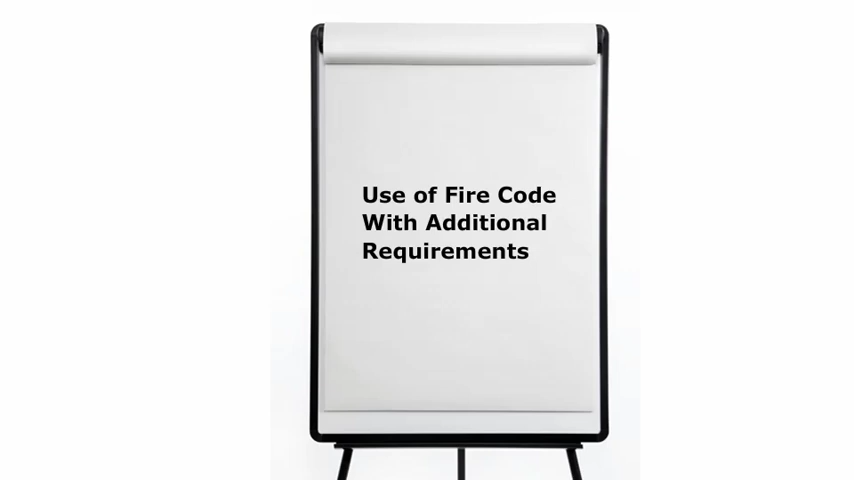 Use of Fire Code
With Additional
Requirements